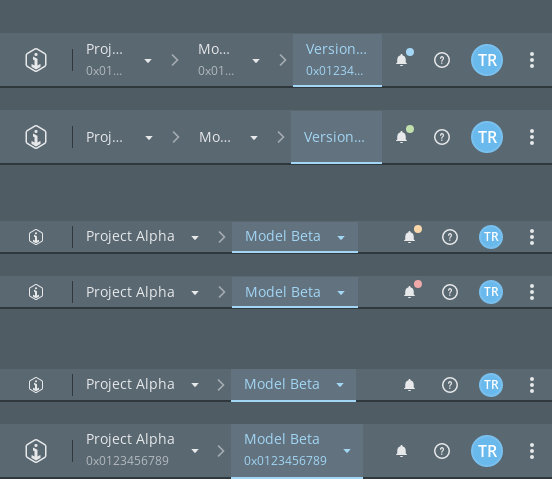 Proj... Mo... Version...
0x01... 0x01... 0x01234... TR
Proj... Mo... Version... TR
Project Alpha Model Beta TR
Project Alpha Model Beta TR
Project Alpha Model Beta TR
Project Alpha Model Beta
0x0123456789 0x0123456789 TR